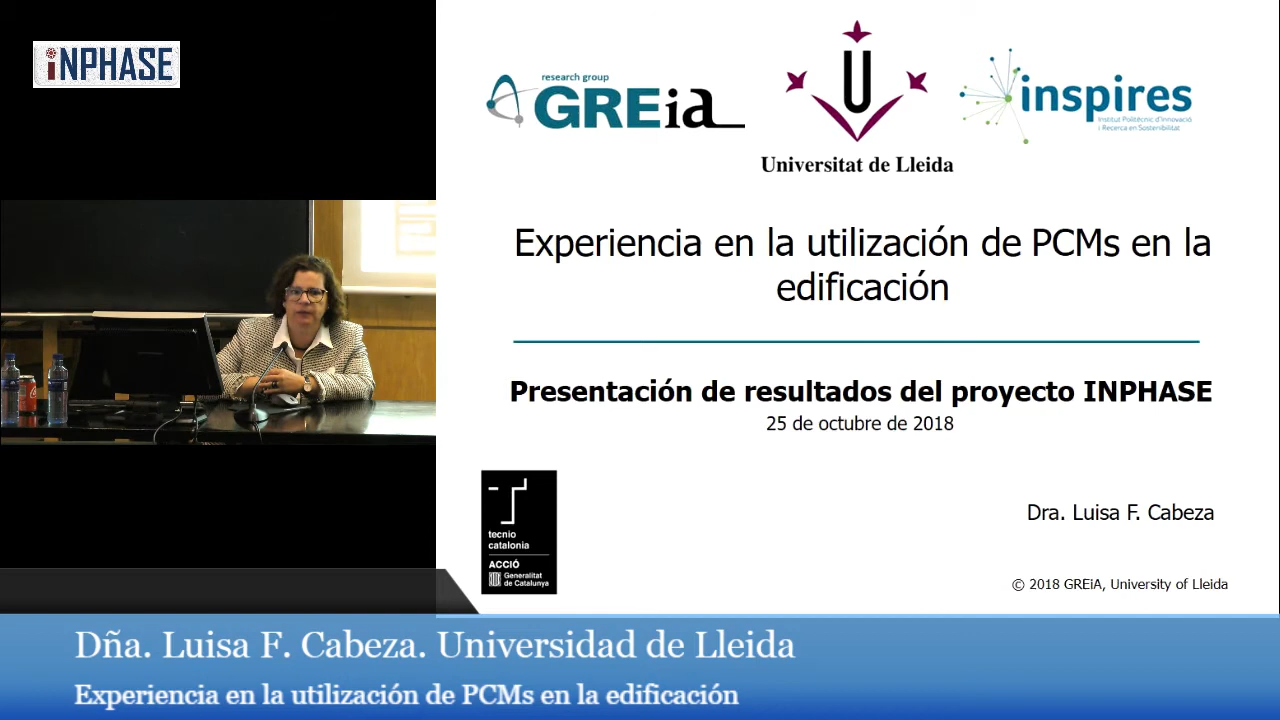 iNPHASE
research group
GREiA
U
Universitat de Lleida
inspires
Institut Politècnic d'Innovació
i Recerca en Sostenibilitat
Experiencia en la utilización de PCMs en la
edificación
Presentación de resultados del proyecto INPHASE
25 de octubre de 2018
Dra. Luisa F. Cabeza
tecnio
catalonia
ACCIÓ
Generalitat
de Catalunya
© 2018 GREiA, University of Lleida
Dña. Luisa F. Cabeza. Universidad de Lleida
Experiencia en la utilización de PCMs en la edificación